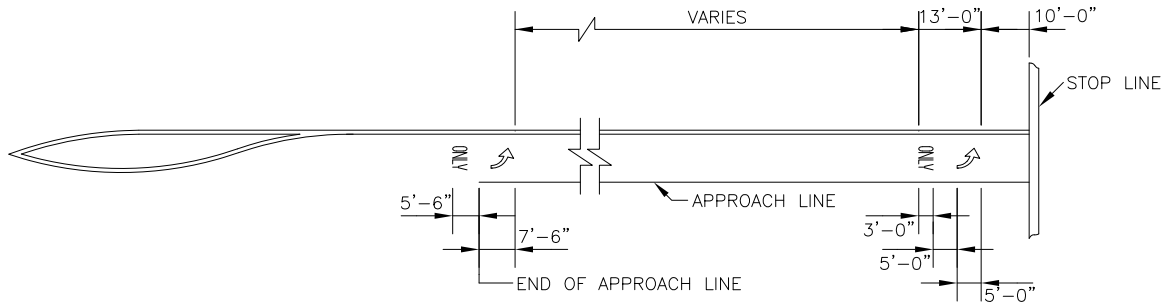 VARIES
13'-0"
10'-0"
STOP LINE
ONLY
ONLY
5'-6"
APPROACH LINE
3'-0"
7'-6"
5'-0"
END OF APPROACH LINE
5'-0"